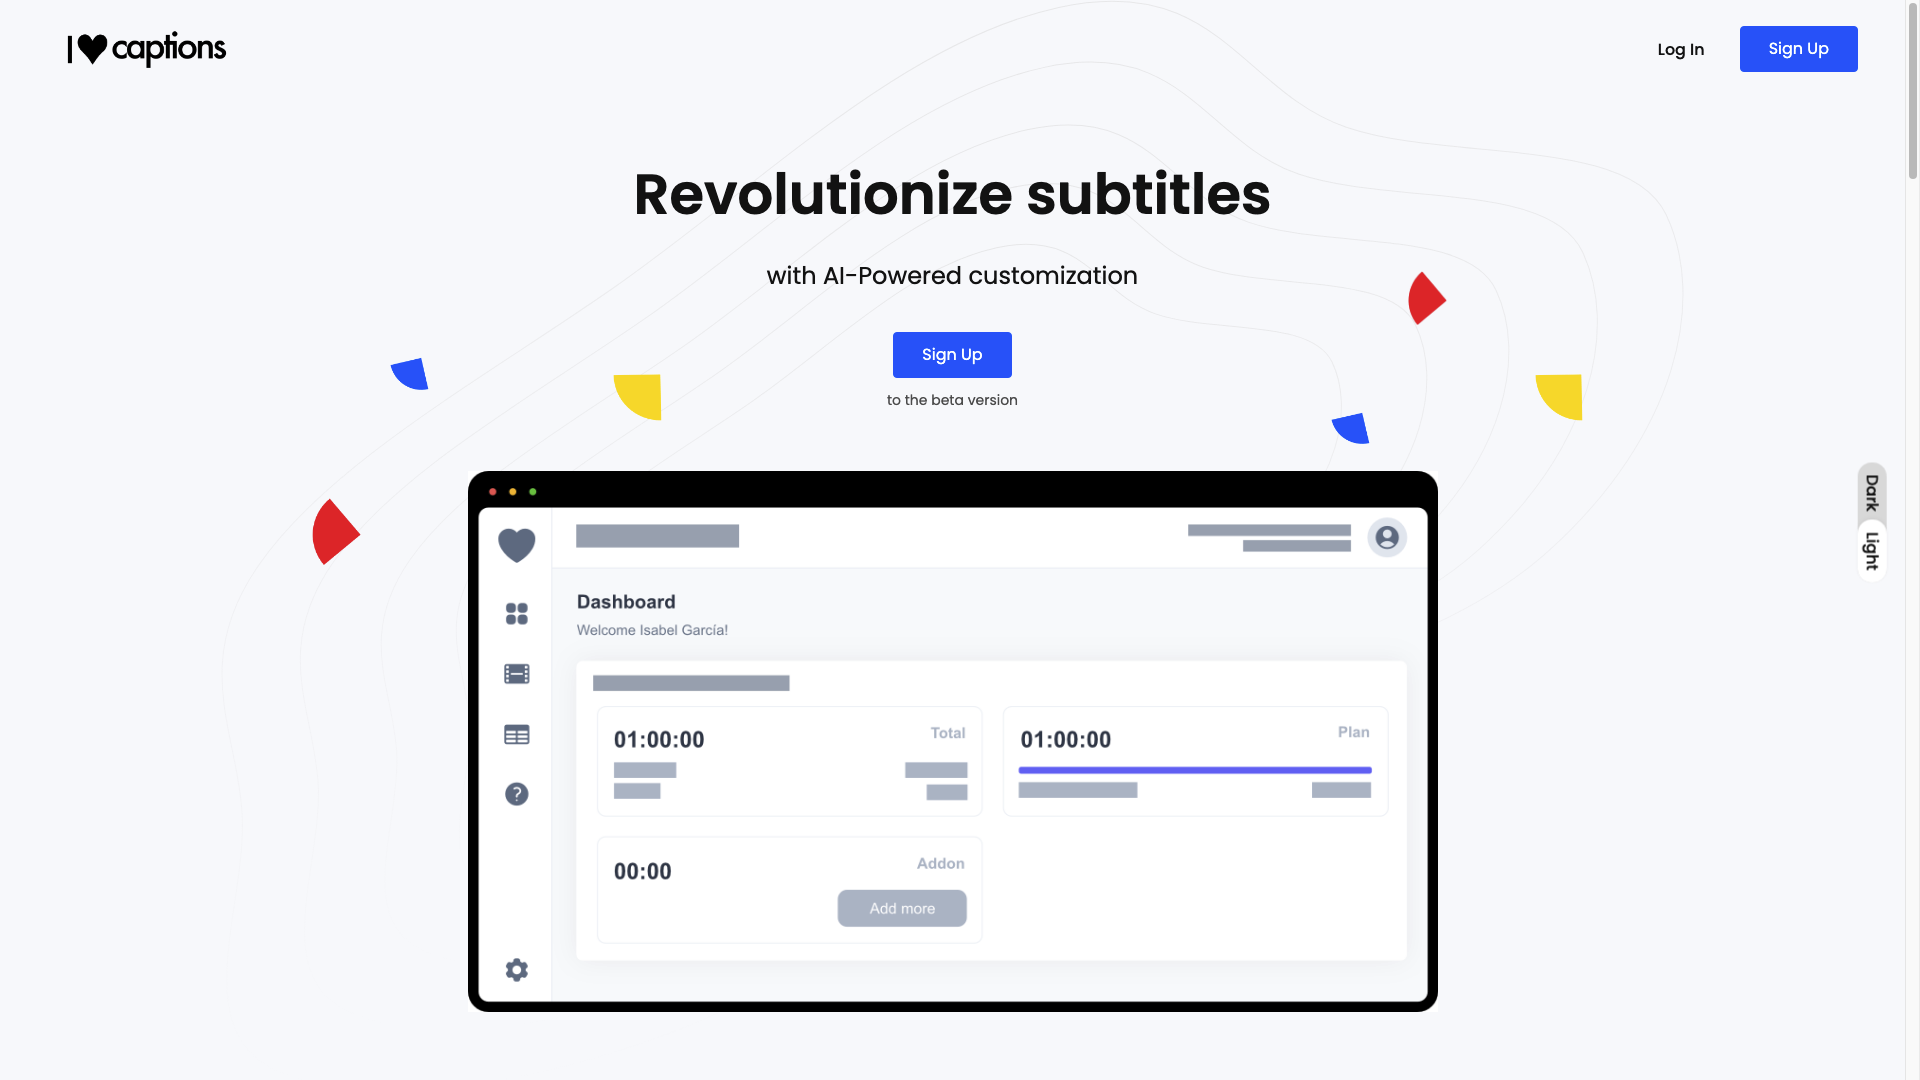 I captions
Log In
Sign Up
Revolutionize subtitles
with AI-Powered customization
Sign Up
to the beta version
Dark
Light
Dashboard
Welcome Isabel García!
01:00:00
Total
01:00:00
Plan
00:00
Addon
Add more